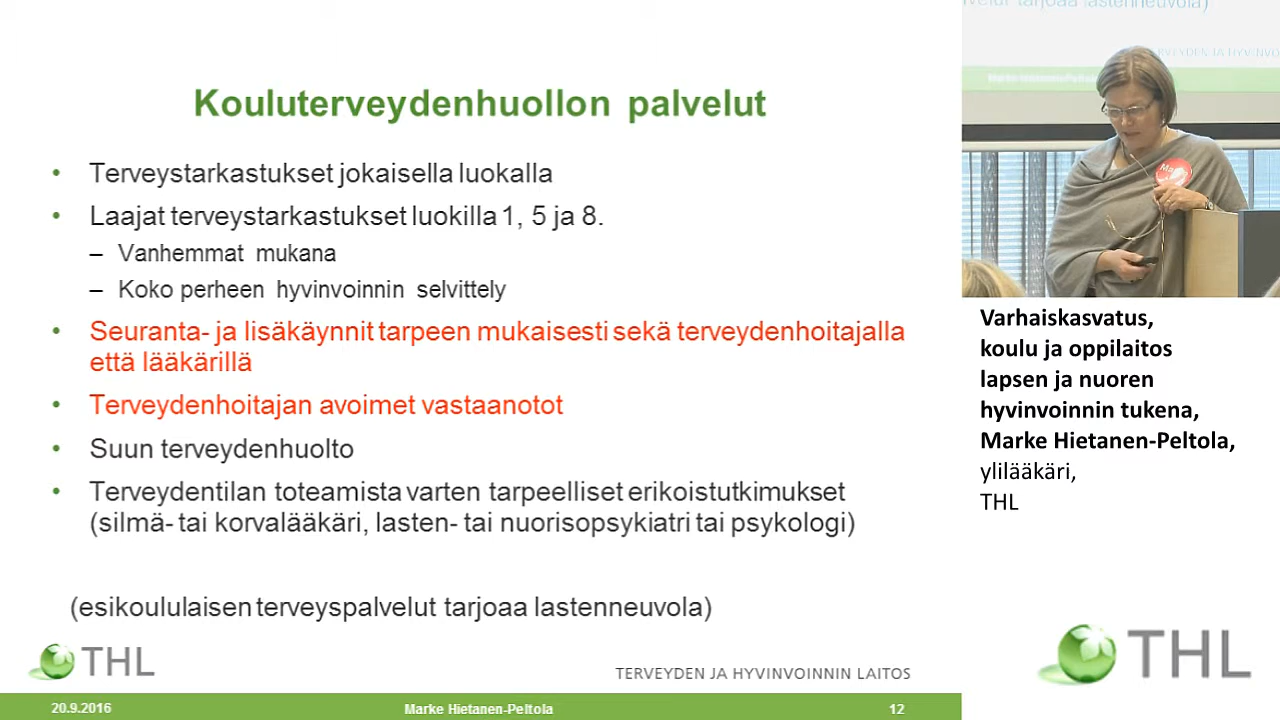 Kouluterveydenhuollon palvelut
• Terveystarkastukset jokaisella luokalla
• Laajat terveystarkastukset luokilla 1, 5 ja 8.
– Vanhemmat mukana
– Koko perheen hyvinvoinnin selvittely
• Seuranta- ja lisäkäynnit tarpeen mukaisesti sekä terveydenhoitajalla
että lääkärillä
• Terveydenhoitajan avoimet vastaanotot
• Suun terveydenhuolto
• Terveydentilan toteamista varten tarpeelliset erikoistutkimukset
(silmä- tai korvalääkäri, lasten- tai nuorisopsykiatri tai psykologi)
(esikoululaisen terveyspalvelut tarjoaa lastenneuvola)
THL
TERVEYDEN JA HYVINVOINNIN LAITOS
20.9.2016
Marke Hietanen-Peltola
12
tarjoaa lastenneuvola)
Varhaiskasvatus,
koulu ja oppilaitos
lapsen ja nuoren
hyvinvoinnin tukena,
Marke Hietanen-Peltola,
ylilääkäri,
THL
THL